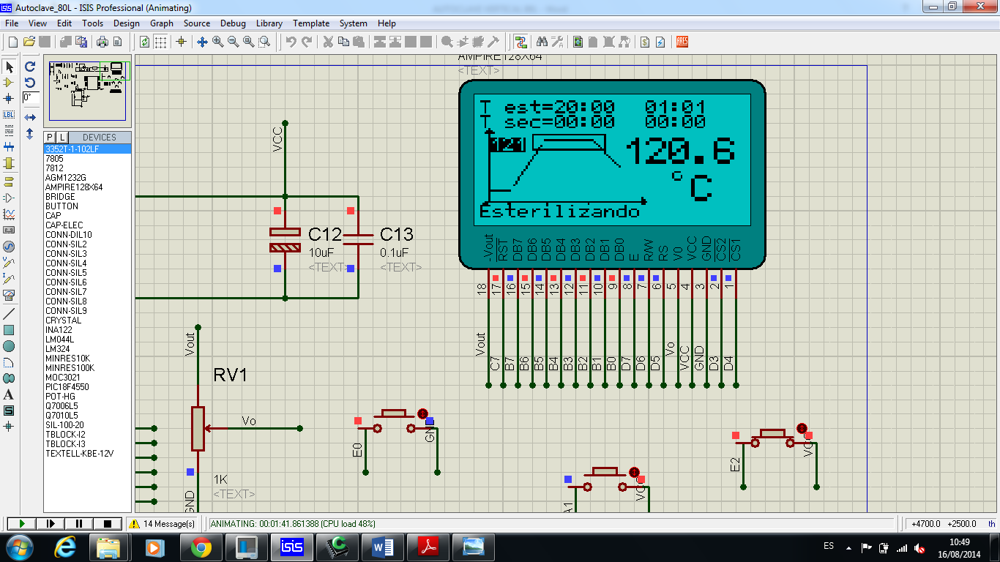 Autoclave_80L - ISIS Professional (Animating)
File View Edit Tools Design Graph Source Debug Library Template System Help
0°
P L DEVICES
3352T-1-102LF
7805
7812
AGM1232G
AMPIRE128X64
BRIDGE
BUTTON
CAP
CAP-ELEC
CONN-DIL10
CONN-SIL2
CONN-SIL3
CONN-SIL4
CONN-SIL5
CONN-SIL6
CONN-SIL7
CONN-SIL8
CONN-SIL9
CRYSTAL
INA122
LM044L
LM324
MINRES10K
MINRES100K
MOC3021
PIC18F4550
POT-HG
Q7006L5
Q7010L5
SIL-100-20
TBLOCK-I2
TBLOCK-I3
TEXTELL-KBE-12V
AMPIRE128X64
<TEXT>
T est=20:00 01:01
T sec=00:00 00:00
121
120.6
°C
Esterilizando
-Vout RST DB7 DB6 DB5 DB4 DB3 DB2 DB1 DB0 E R/W RS V0 VCC GND CS2 CS1
18 17 16 15 14 13 12 11 10 9 8 7 6 5 4 3 2 1
Vout C7 B7 B6 B5 B4 B3 B2 B1 B0 D7 D6 D5 Vo VCC GND D3 D4
VCC
C12
10uF
<TEXT>
C13
0.1uF
<TEXT>
Vout
RV1
Vo
1K
<TEXT>
GND
E0
GN
A1
VCC
E2
VCC
14 Message(s)
ANIMATING: 00:01:41.861388 (CPU load 48%)
+4700.0 +2500.0 th
ES
10:49
16/08/2014